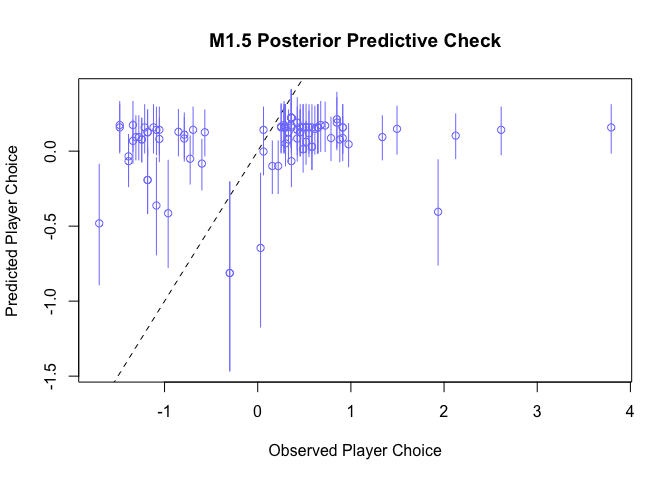 M1.5 Posterior Predictive Check
Predicted Player Choice
0.0
-0.5
-1.0
-1.5
-1 0 1 2 3 4
Observed Player Choice